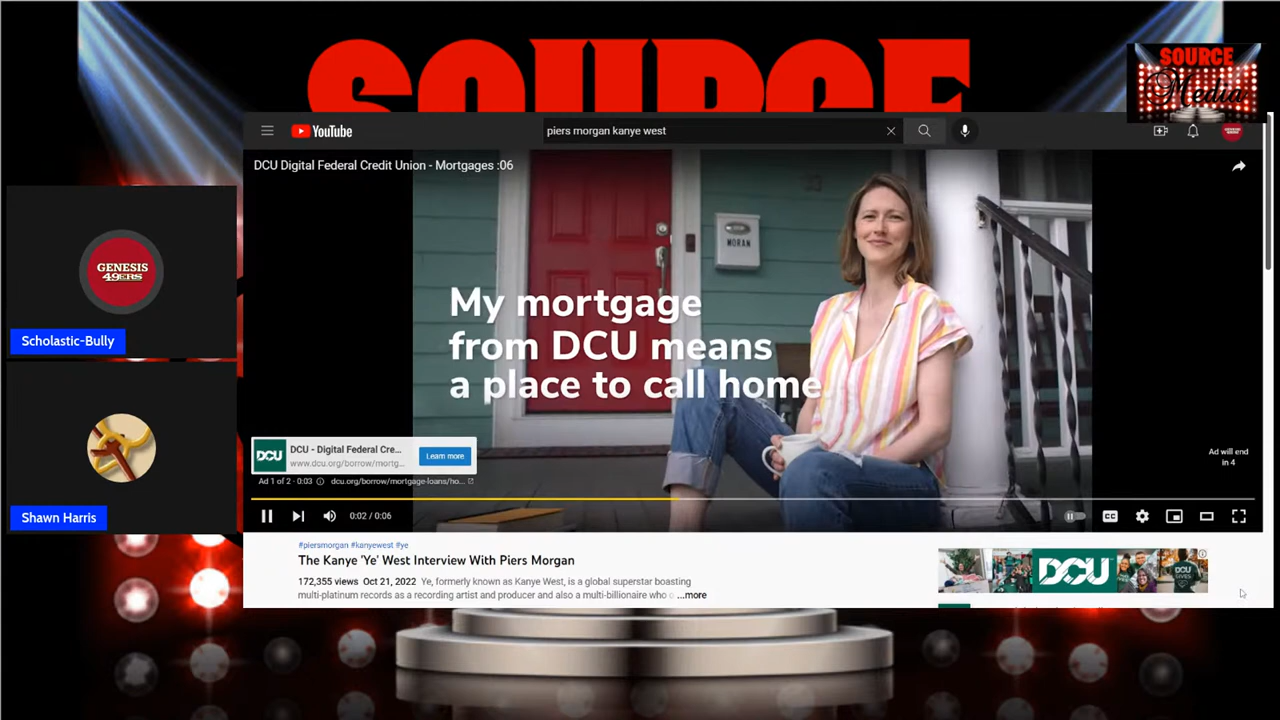 SOURCE
SOURCE
Media
YouTube
piers morgan kanye west
DCU Digital Federal Credit Union - Mortgages :06
MORAN
My mortgage
from DCU means
a place to call home.
GENESIS
49ERS
Scholastic-Bully
Shawn Harris
DCU
DCU - Digital Federal Cre...
www.dcu.org/borrow/mortg...
Learn more
Ad will end
in 4
Ad 1 of 2 · 0:03
dcu.org/borrow/mortgage-loans/ho...
0:02 / 0:06
CC
#piersmorgan #kanyewest #ye
The Kanye 'Ye' West Interview With Piers Morgan
172,355 views Oct 21, 2022 Ye, formerly known as Kanye West, is a global superstar boasting
multi-platinum records as a recording artist and producer and also a multi-billionaire who ...more
DCU